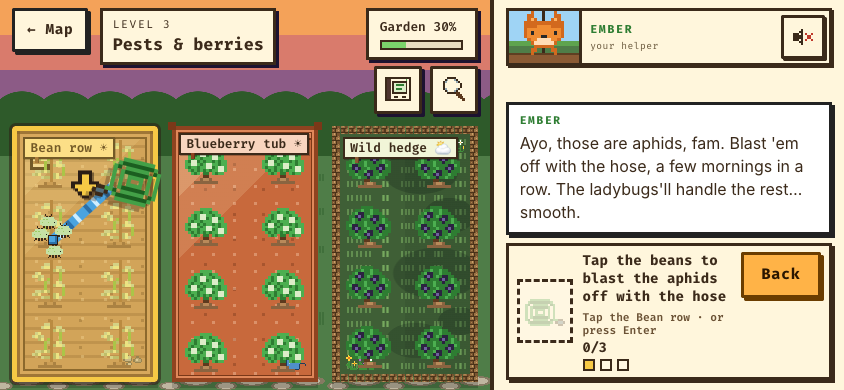 ← Map
LEVEL 3
Pests & berries
Garden 30%
Bean row ☀
Blueberry tub ☀
Wild hedge ⛅
EMBER
your helper
EMBER
Ayo, those are aphids, fam. Blast 'em
off with the hose, a few mornings in a
row. The ladybugs'll handle the rest...
smooth.
Tap the beans to
blast the aphids
off with the hose
Tap the Bean row · or
press Enter
0/3
Back